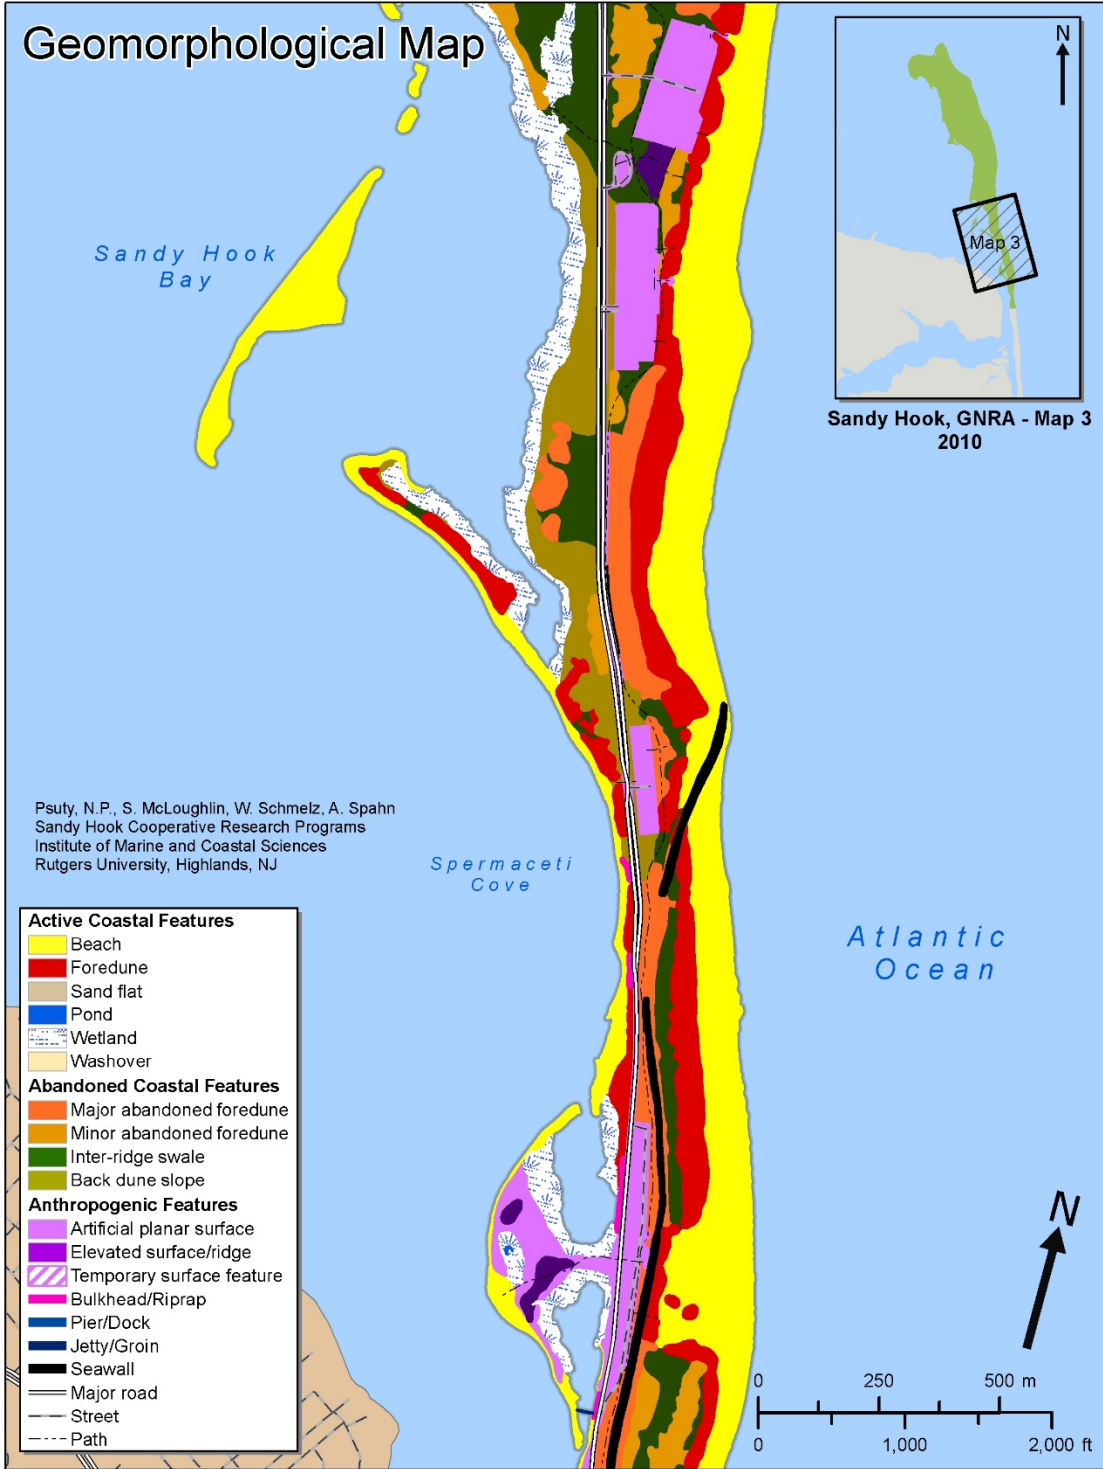 Geomorphological Map
N
Map 3
Sandy Hook, GNRA - Map 3
2010
Sandy Hook
Bay
Psuty, N.P., S. McLoughlin, W. Schmelz, A. Spahn
Sandy Hook Cooperative Research Programs
Institute of Marine and Coastal Sciences
Rutgers University, Highlands, NJ
Spermaceti
Cove
Atlantic
Ocean
Active Coastal Features
Beach
Foredune
Sand flat
Pond
Wetland
Washover
Abandoned Coastal Features
Major abandoned foredune
Minor abandoned foredune
Inter-ridge swale
Back dune slope
Anthropogenic Features
Artificial planar surface
Elevated surface/ridge
Temporary surface feature
Bulkhead/Riprap
Pier/Dock
Jetty/Groin
Seawall
Major road
Street
Path
N
0 250 500 m
0 1,000 2,000 ft